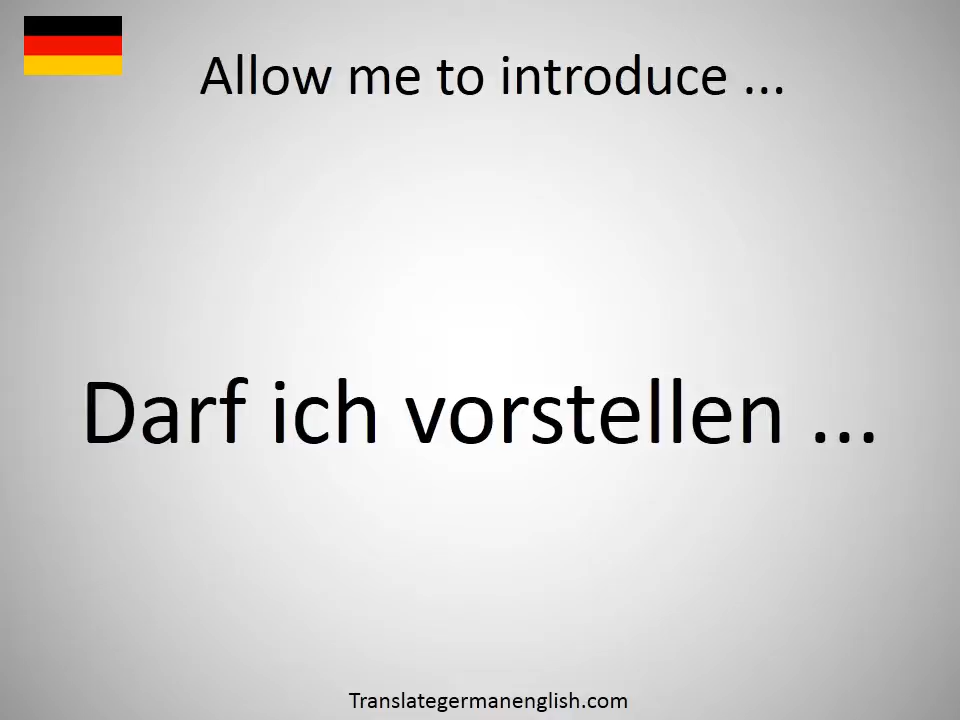 Allow me to introduce ...
Darf ich vorstellen ...
Translategermanenglish.com